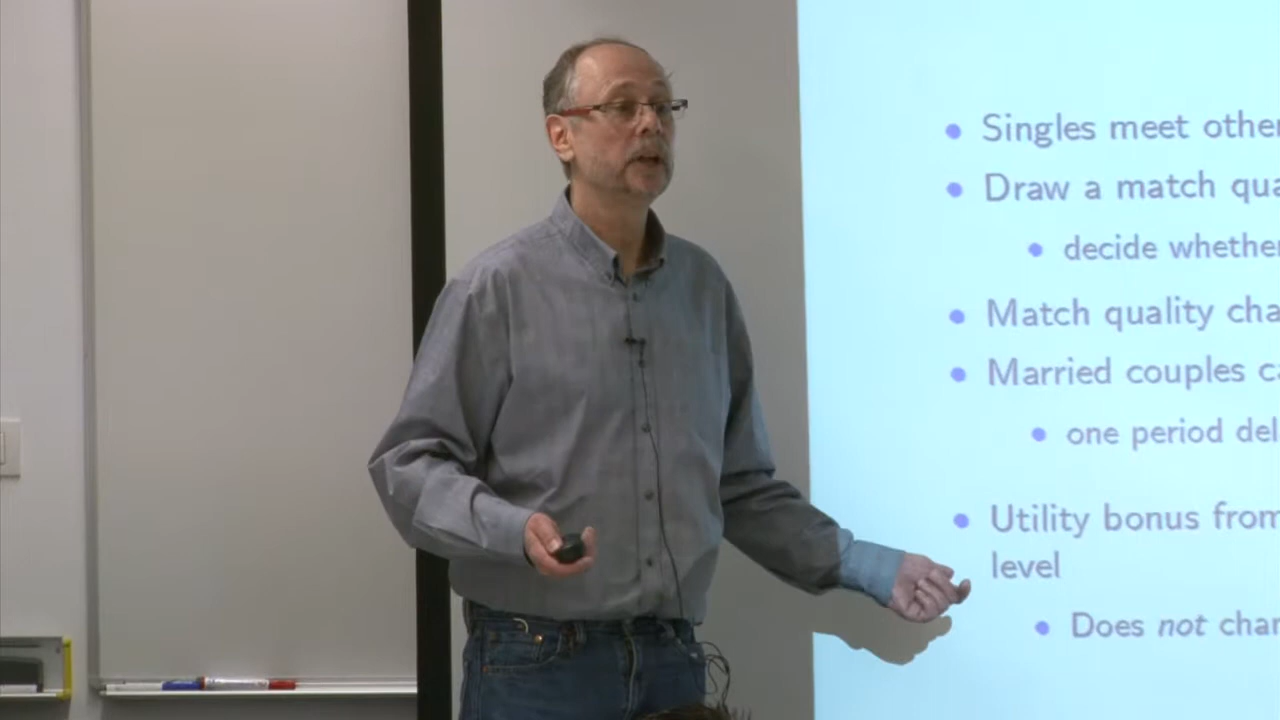 Singles meet other
Draw a match qua
decide whether
Match quality cha
Married couples ca
one period del
Utility bonus from
level
Does not char